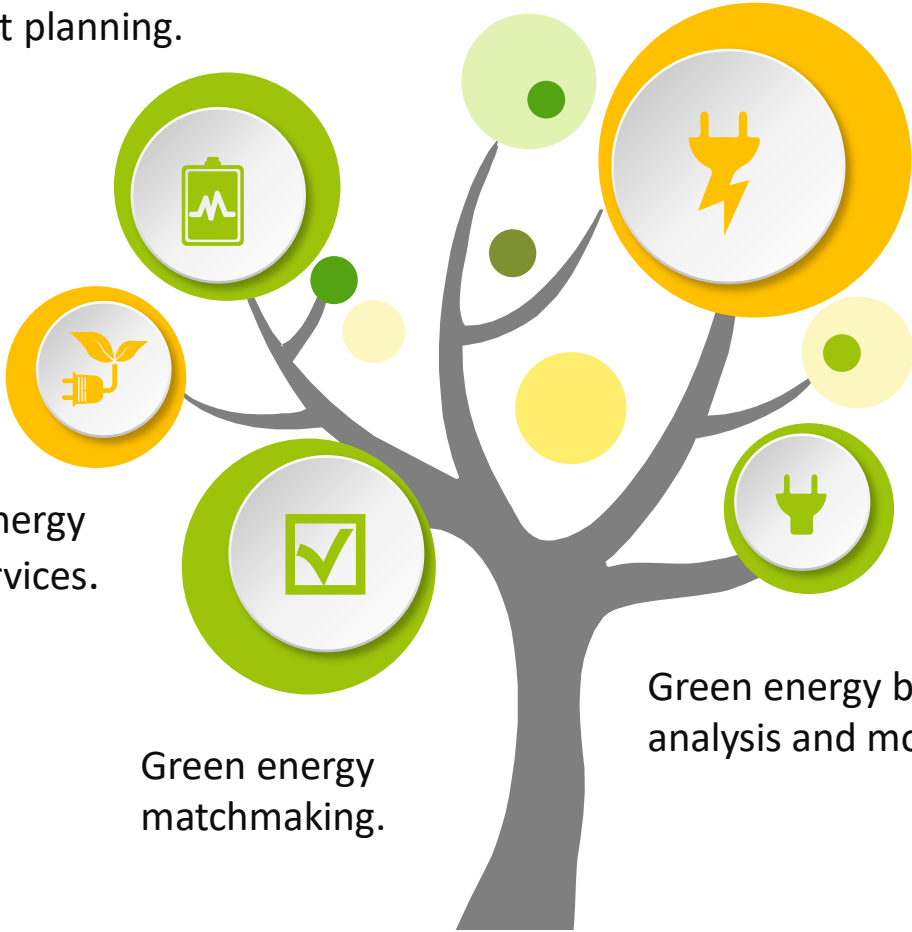 t planning.
nergy
rvices.
Green energy b
analysis and mo
Green energy
matchmaking.